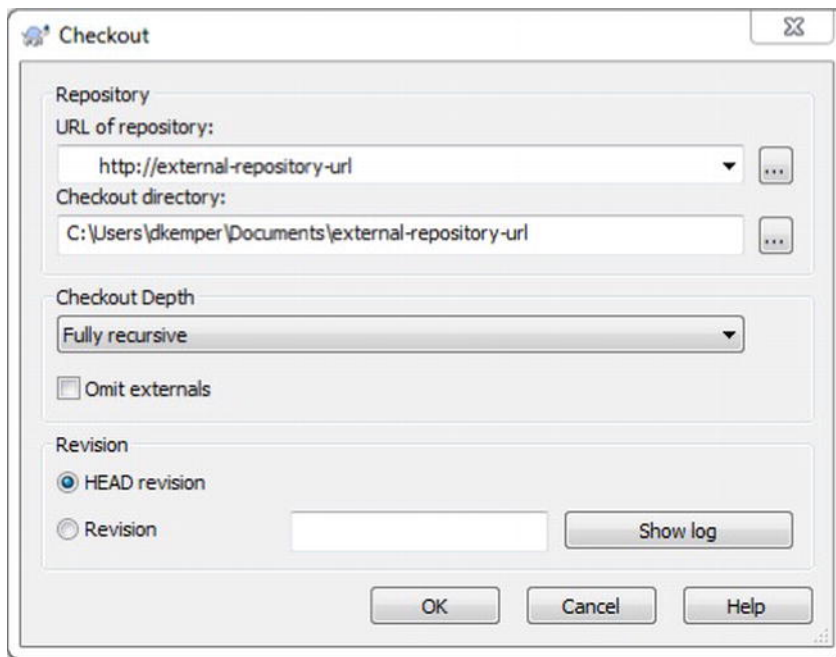 Checkout
Repository
URL of repository:
http://external-repository-url
...
Checkout directory:
C:\Users\dkemper\Documents\external-repository-url
...
Checkout Depth
Fully recursive
Omit externals
Revision
HEAD revision
Revision
Show log
OK Cancel Help